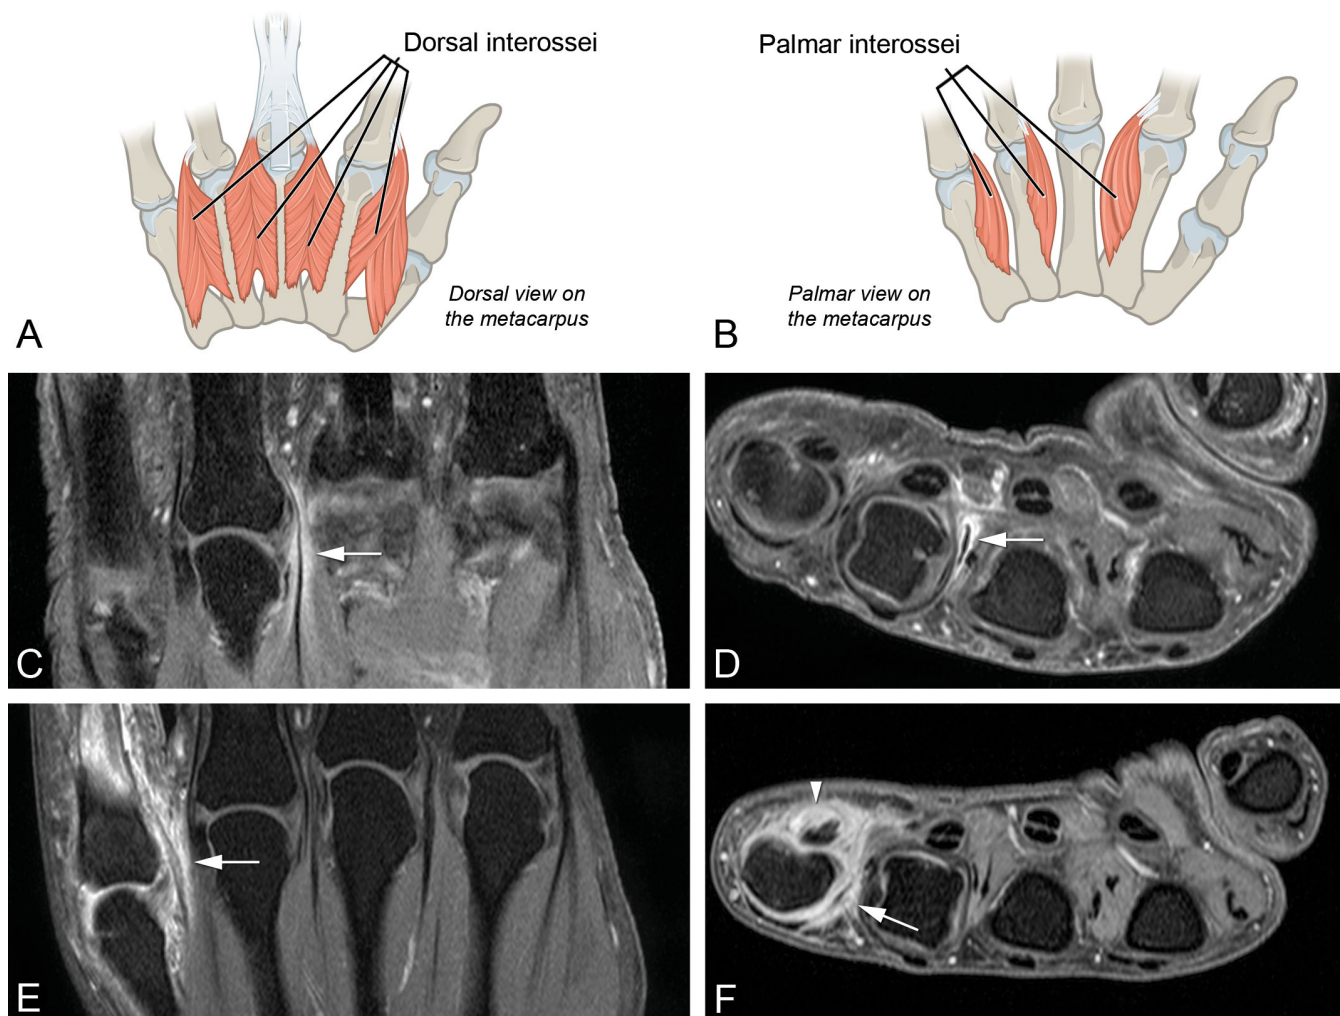 Dorsal interossei
Palmar interossei
Dorsal view on
the metacarpus
Palmar view on
the metacarpus
A
B
C
D
E
F